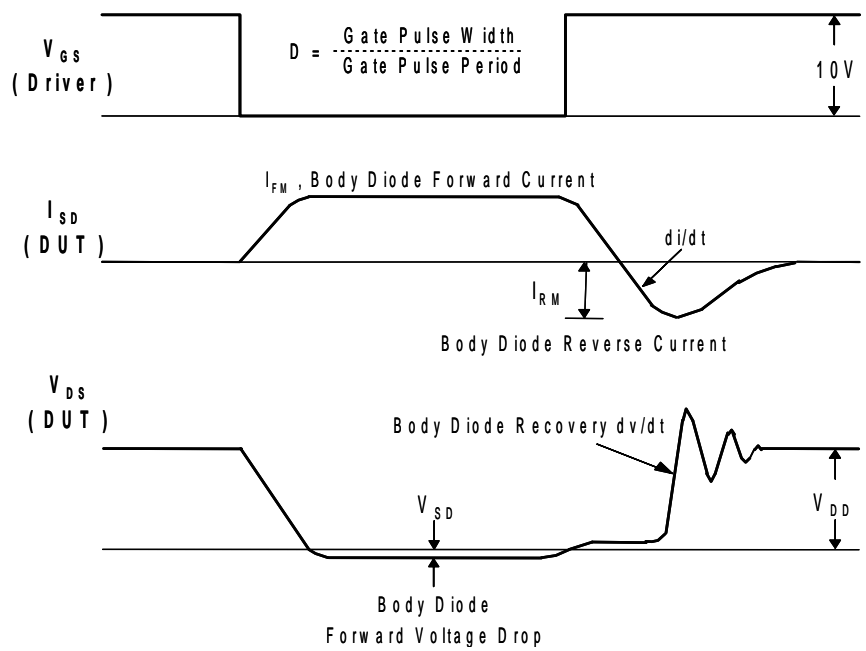 V GS
(Driver)
D = Gate Pulse Width
Gate Pulse Period
10V
I FM , Body Diode Forward Current
I SD
(DUT)
di/dt
I RM
Body Diode Reverse Current
V DS
(DUT)
Body Diode Recovery dv/dt
V SD
V DD
Body Diode
Forward Voltage Drop